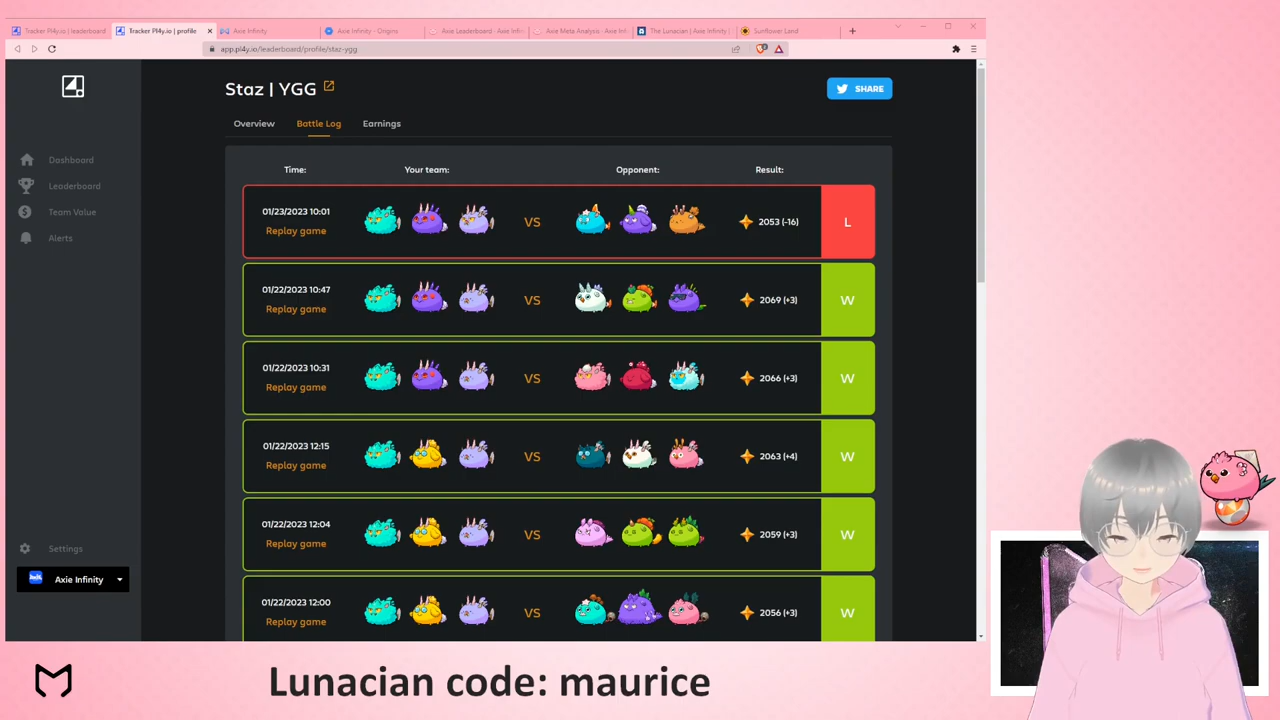 Tracker Pl4y.io | leaderboard
Tracker Pl4y.io | profile
Axie Infinity
Axie Infinity - Origins
Axie Leaderboard - Axie Infi
Axie Meta Analysis - Axie Inf
The Lunacian | Axie Infinity |
Sunflower Land
app.pl4y.io/leaderboard/profile/staz-ygg
Staz | YGG
SHARE
Overview
Battle Log
Earnings
Dashboard
Leaderboard
Team Value
Alerts
Settings
Axie Infinity
Time:
Your team:
Opponent:
Result:
01/23/2023 10:01
Replay game
VS
2053 (-16)
L
01/22/2023 10:47
Replay game
VS
2069 (+3)
W
01/22/2023 10:31
Replay game
VS
2066 (+3)
W
01/22/2023 12:15
Replay game
VS
2063 (+4)
W
01/22/2023 12:04
Replay game
VS
2059 (+3)
W
01/22/2023 12:00
Replay game
VS
2056 (+3)
W
Lunacian code: maurice